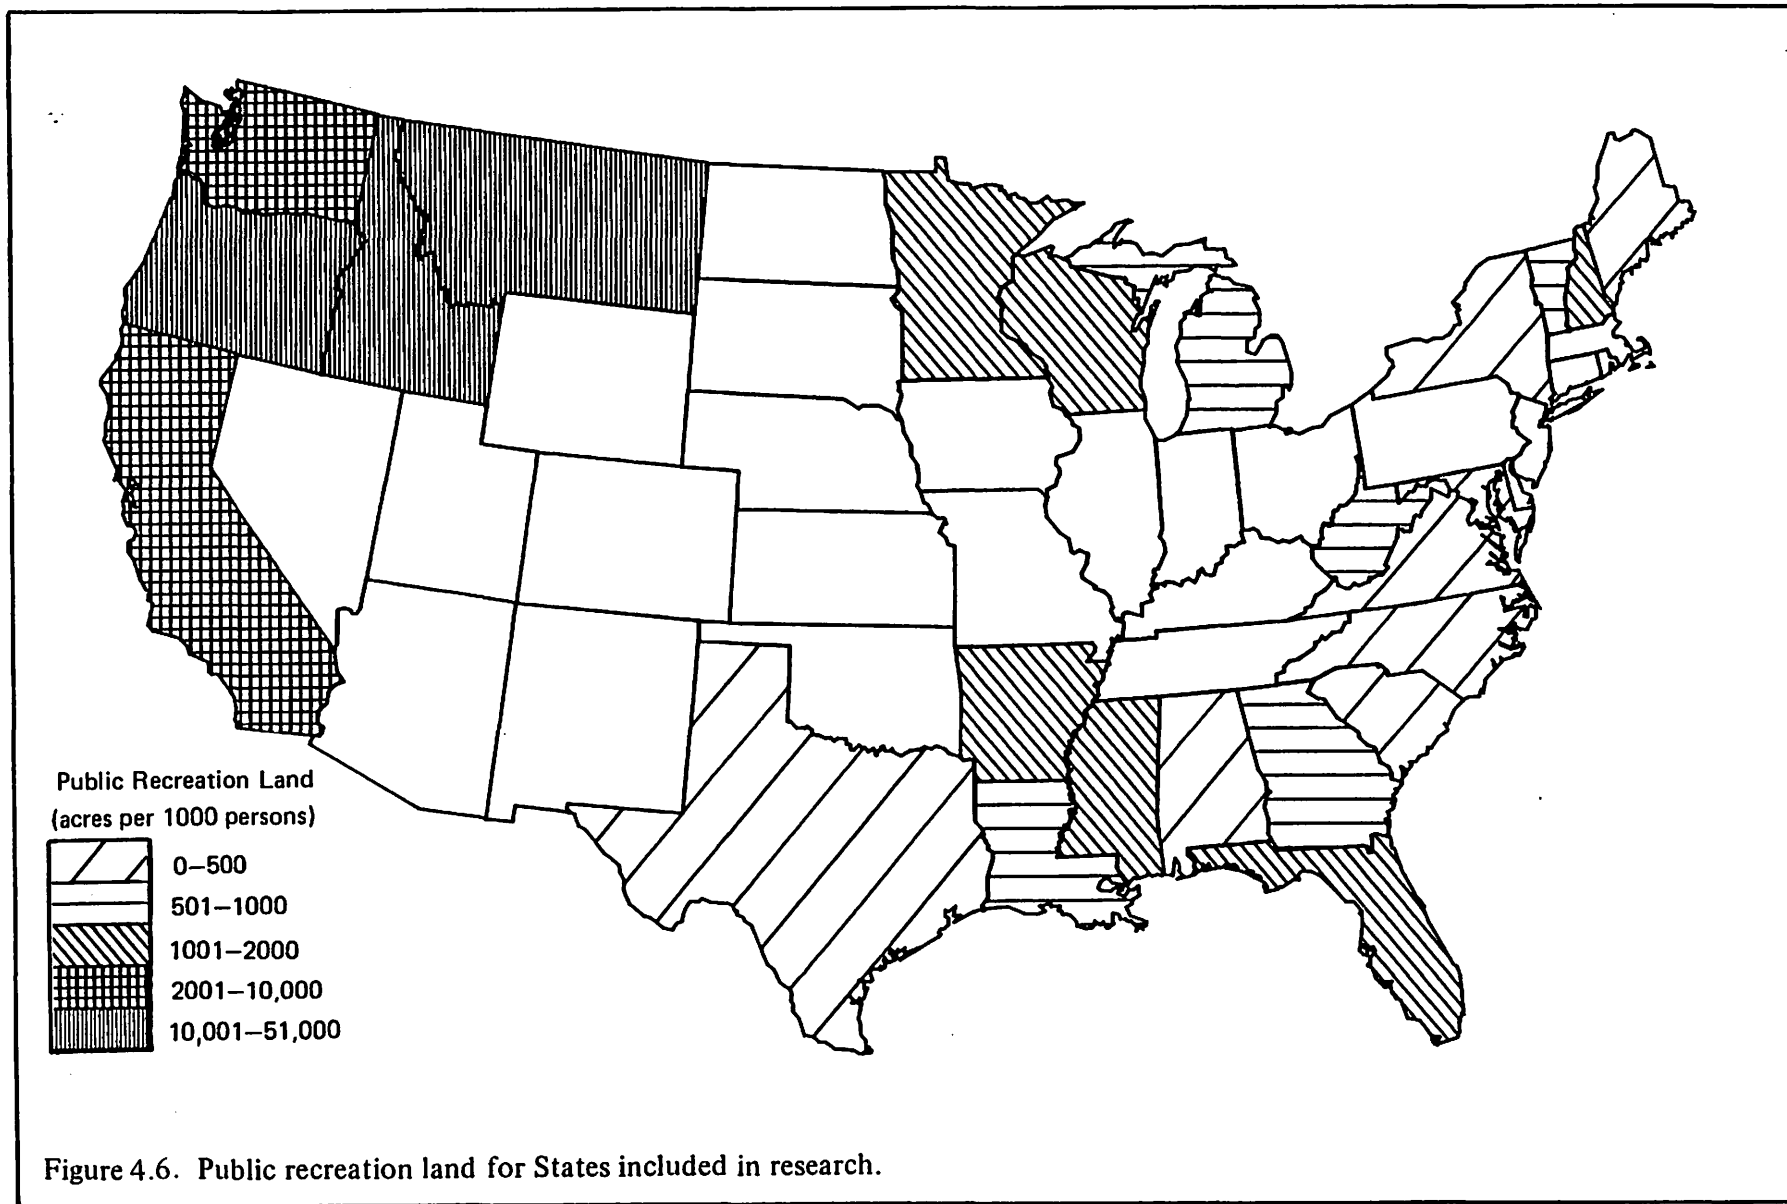 Public Recreation Land
(acres per 1000 persons)
0–500
501–1000
1001–2000
2001–10,000
10,001–51,000
Figure 4.6. Public recreation land for States included in research.